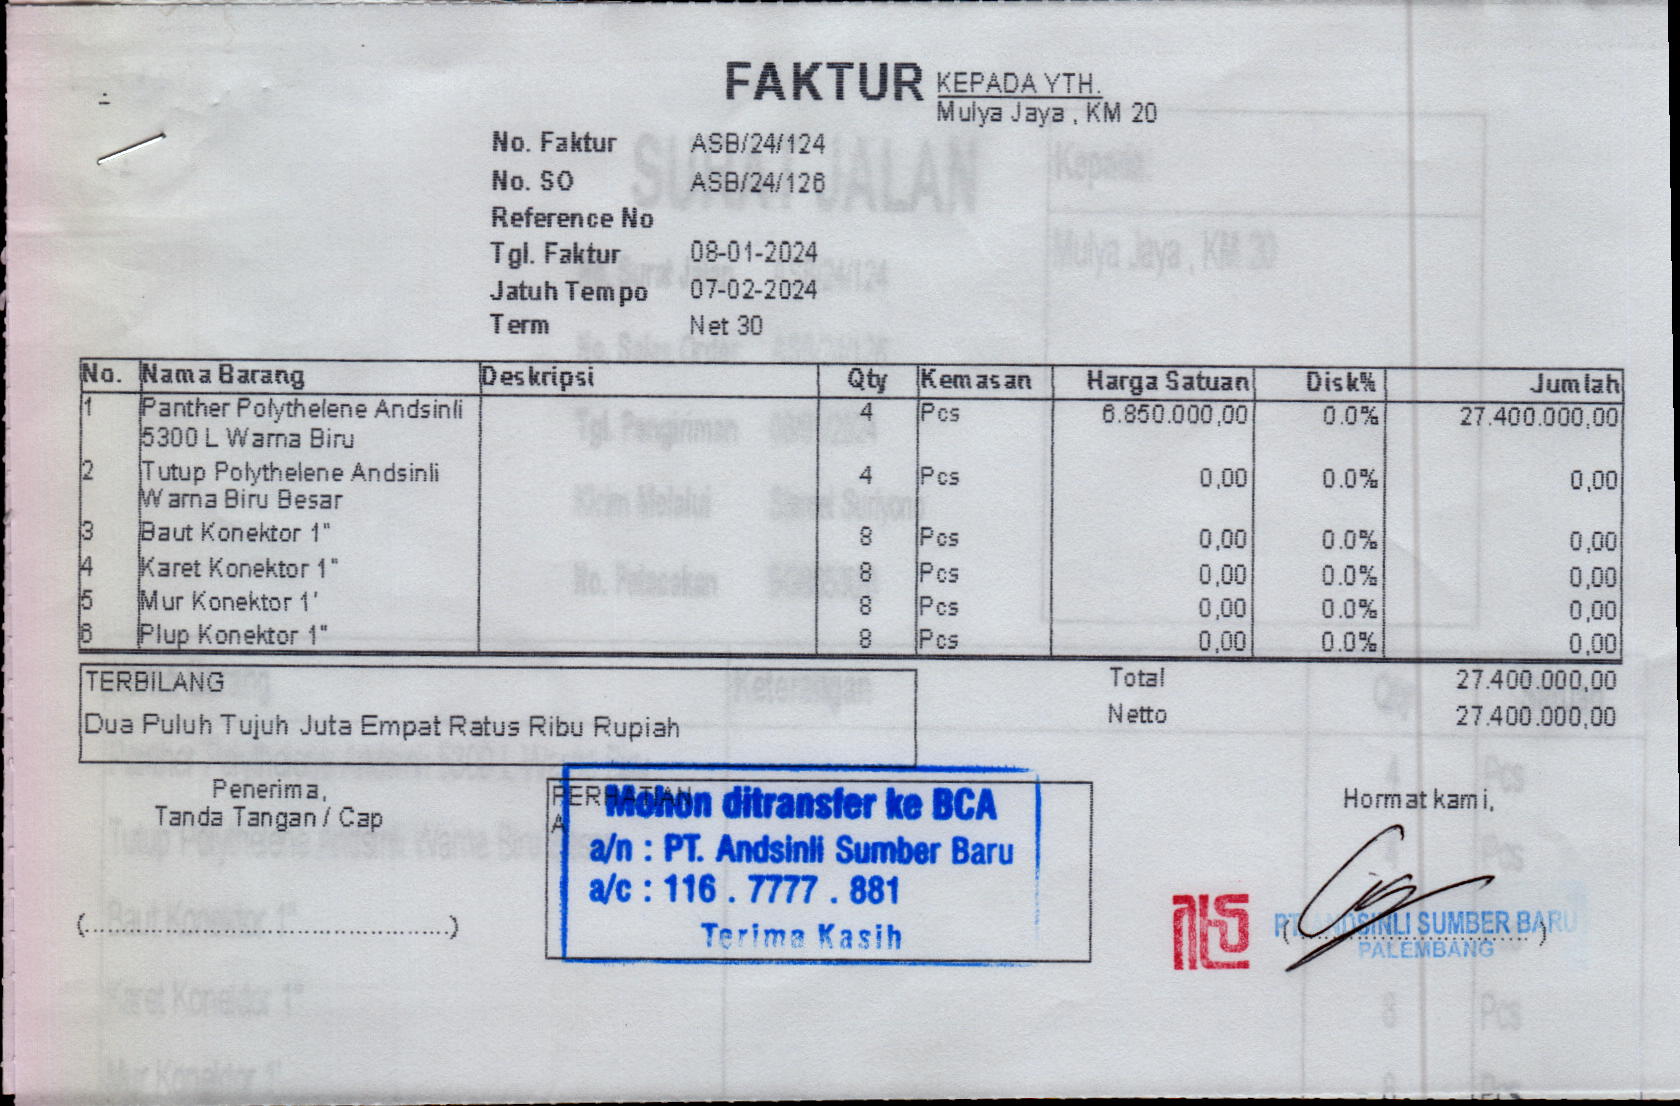 FAKTUR
KEPADA YTH.
Mulya Jaya , KM 20
No. Faktur ASB/24/124
No. SO ASB/24/126
Reference No
Tgl. Faktur 08-01-2024
Jatuh Tempo 07-02-2024
Term Net 30
No. Nama Barang Deskripsi Qty Kemasan Harga Satuan Disk% Jumlah
1 Panther Polythelene Andsinli 4 Pcs 6.850.000,00 0.0% 27.400.000,00
5300 L Warna Biru
2 Tutup Polythelene Andsinli 4 Pcs 0,00 0.0% 0,00
Warna Biru Besar
3 Baut Konektor 1" 8 Pcs 0,00 0.0% 0,00
4 Karet Konektor 1" 8 Pcs 0,00 0.0% 0,00
5 Mur Konektor 1' 8 Pcs 0,00 0.0% 0,00
6 Plup Konektor 1" 8 Pcs 0,00 0.0% 0,00
TERBILANG
Dua Puluh Tujuh Juta Empat Ratus Ribu Rupiah
Total 27.400.000,00
Netto 27.400.000,00
Penerima,
Tanda Tangan / Cap
(..........................................)
PERHATIAN
A
Mohon ditransfer ke BCA
a/n : PT. Andsinli Sumber Baru
a/c : 116 . 7777 . 881
Terima Kasih
Hormat kami,
PT. ANDSINLI SUMBER BARU
PALEMBANG